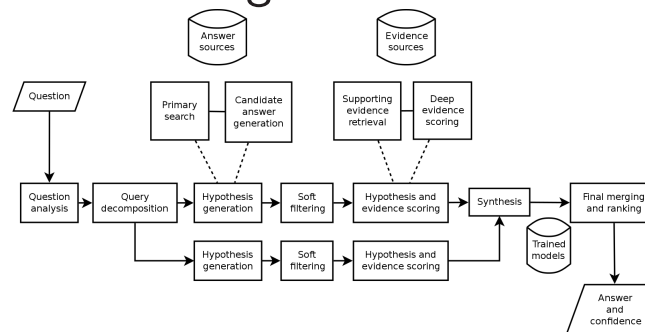 Answer
sources
Evidence
sources
Question
Primary
search
Candidate
answer
generation
Supporting
evidence
retrieval
Deep
evidence
scoring
Question
analysis
Query
decomposition
Hypothesis
generation
Soft
filtering
Hypothesis and
evidence scoring
Synthesis
Final merging
and ranking
Trained
models
Hypothesis
generation
Soft
filtering
Hypothesis and
evidence scoring
Answer
and
confidence